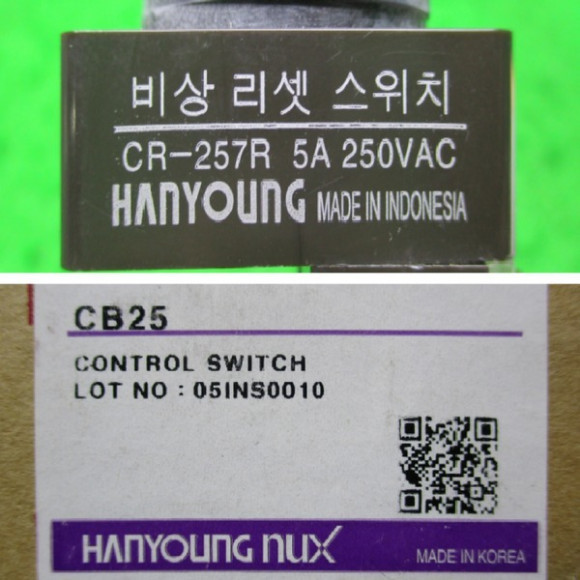 비상 리셋 스위치
CR-257R 5A 250VAC
HANYOUNG MADE IN INDONESIA
CB25
CONTROL SWITCH
LOT NO : 05INS0010
HANYOUNG NUX MADE IN KOREA